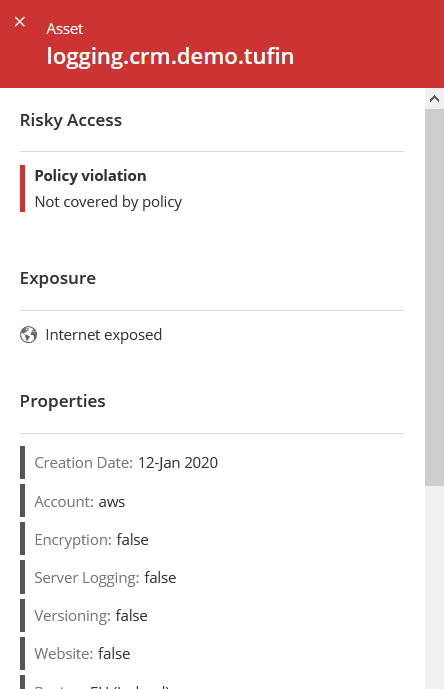 Asset
logging.crm.demo.tufin
Risky Access
Policy violation
Not covered by policy
Exposure
Internet exposed
Properties
Creation Date: 12-Jan 2020
Account: aws
Encryption: false
Server Logging: false
Versioning: false
Website: false